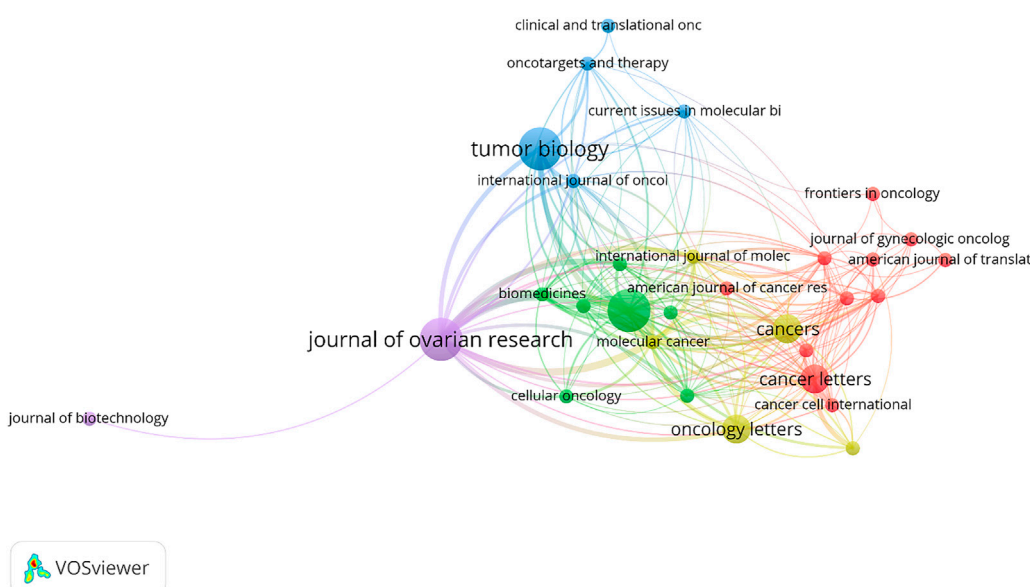 clinical and translational onc
oncotargets and therapy
current issues in molecular bi
tumor biology
international journal of oncol
frontiers in oncology
journal of gynecologic oncolog
international journal of molec
american journal of translat
american journal of cancer res
biomedicines
cancers
journal of ovarian research
molecular cancer
cancer letters
cellular oncology
cancer cell international
journal of biotechnology
oncology letters
VOSviewer